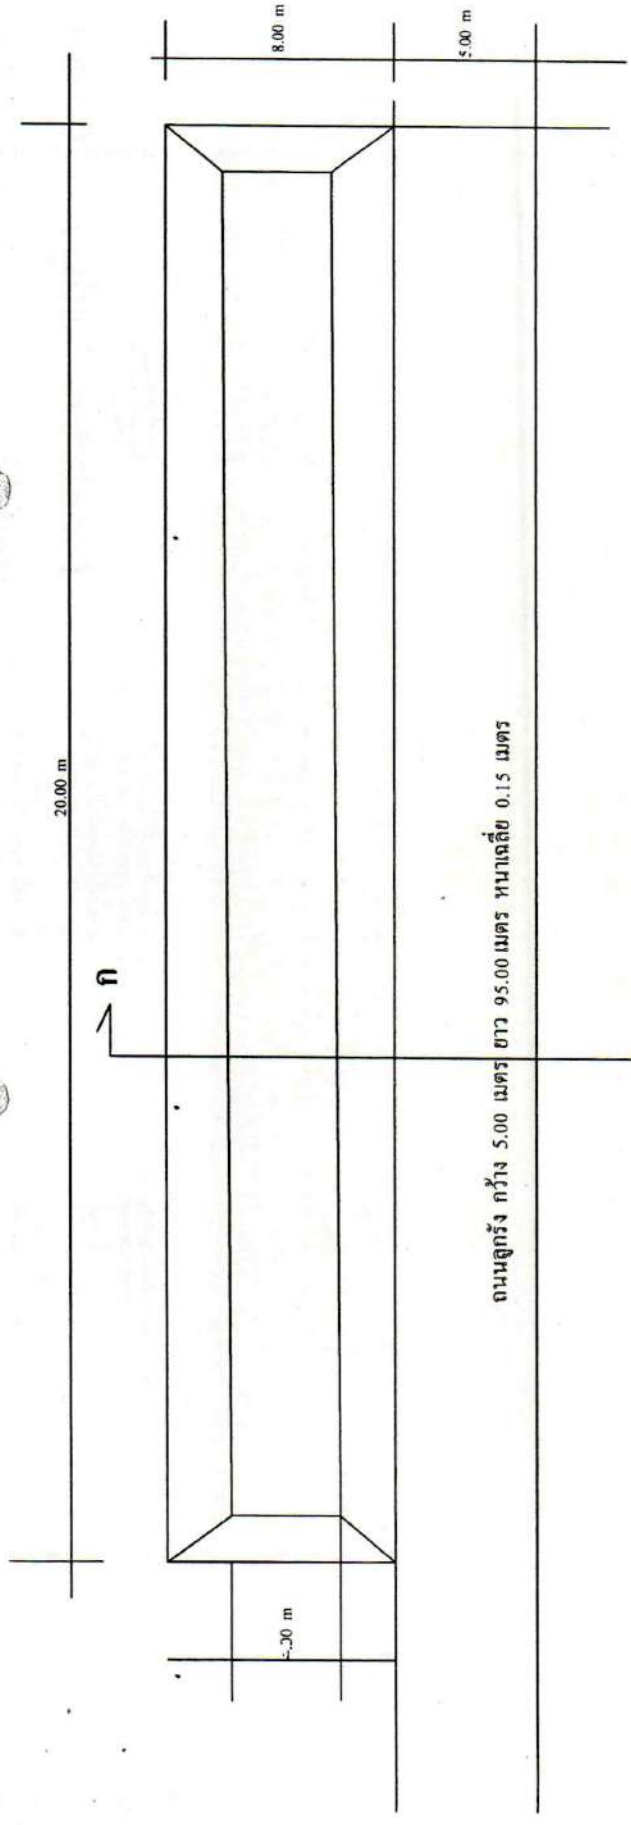 20.00 m
8.00 m
5.00 m
ก
ถนนลูกรัง กว้าง 5.00 เมตร ยาว 95.00 เมตร หนาเฉลี่ย 0.15 เมตร